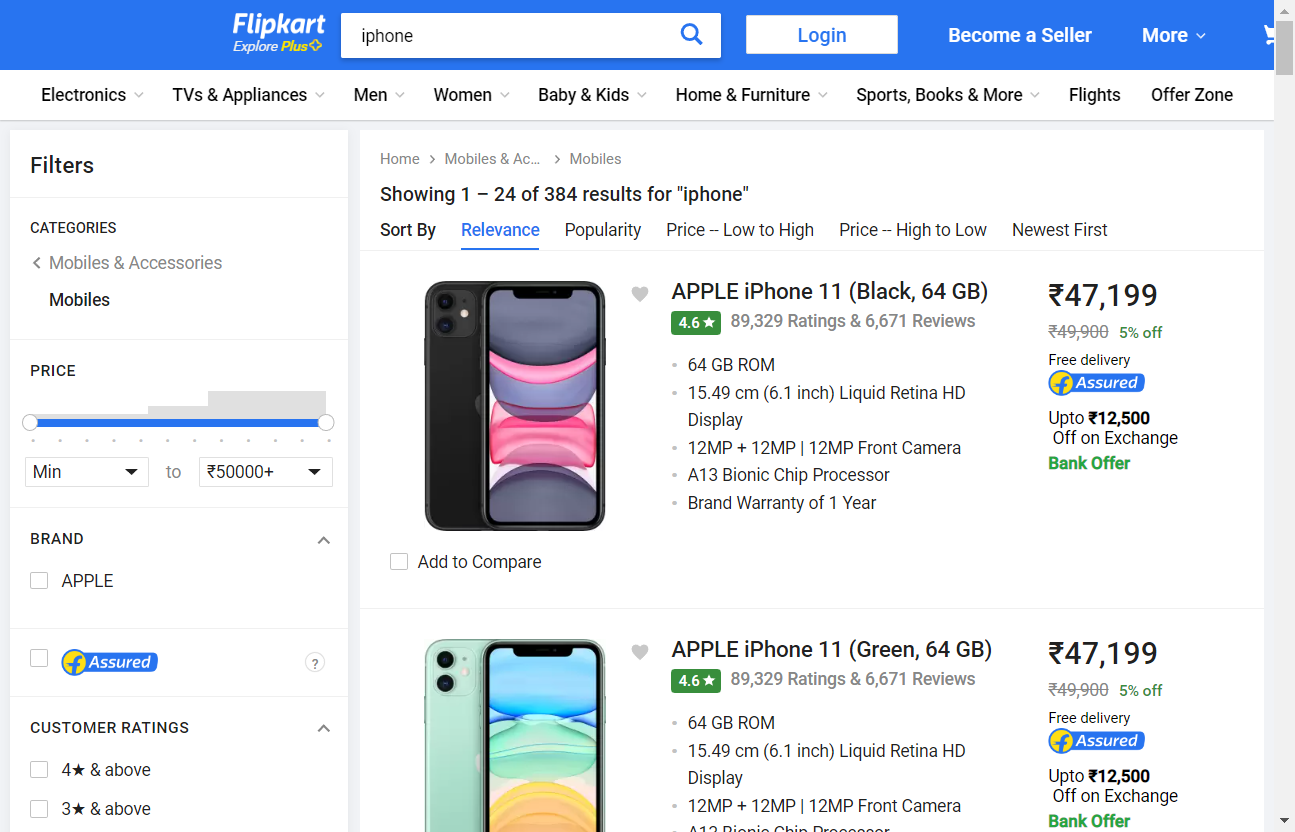 Flipkart
Explore Plus
iphone
Login
Become a Seller
More
Electronics
TVs & Appliances
Men
Women
Baby & Kids
Home & Furniture
Sports, Books & More
Flights
Offer Zone
Filters
CATEGORIES
Mobiles & Accessories
Mobiles
PRICE
Min
to
₹50000+
BRAND
APPLE
Assured
?
CUSTOMER RATINGS
4★ & above
3★ & above
Home
Mobiles & Ac...
Mobiles
Showing 1 – 24 of 384 results for "iphone"
Sort By
Relevance
Popularity
Price -- Low to High
Price -- High to Low
Newest First
APPLE iPhone 11 (Black, 64 GB)
4.6★ 89,329 Ratings & 6,671 Reviews
64 GB ROM
15.49 cm (6.1 inch) Liquid Retina HD
Display
12MP + 12MP | 12MP Front Camera
A13 Bionic Chip Processor
Brand Warranty of 1 Year
₹47,199
₹49,900 5% off
Free delivery
Assured
Upto ₹12,500
Off on Exchange
Bank Offer
Add to Compare
APPLE iPhone 11 (Green, 64 GB)
4.6★ 89,329 Ratings & 6,671 Reviews
64 GB ROM
15.49 cm (6.1 inch) Liquid Retina HD
Display
12MP + 12MP | 12MP Front Camera
A13 Bionic Chip Processor
₹47,199
₹49,900 5% off
Free delivery
Assured
Upto ₹12,500
Off on Exchange
Bank Offer